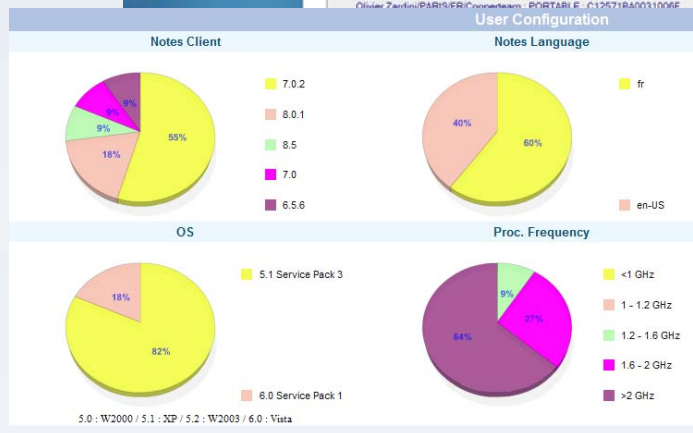 Olivier Zardini/PARIS/FR/Cooperteam : PORTABLE : C12571BA0031006F
User Configuration
Notes Client
55%
18%
9%
9%
9%
7.0.2
8.0.1
8.5
7.0
6.5.6
Notes Language
40%
60%
fr
en-US
OS
18%
82%
5.1 Service Pack 3
6.0 Service Pack 1
5.0 : W2000 / 5.1 : XP / 5.2 : W2003 / 6.0 : Vista
Proc. Frequency
9%
27%
64%
<1 GHz
1 - 1.2 GHz
1.2 - 1.6 GHz
1.6 - 2 GHz
>2 GHz